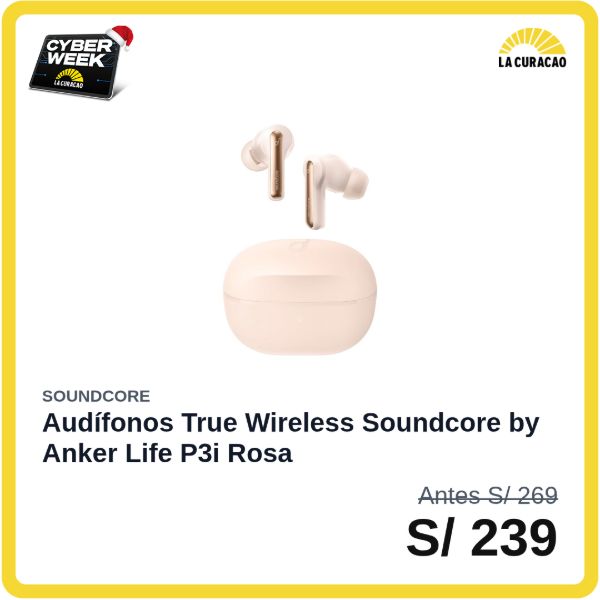 CYBER
WEEK
LA CURACAO
LA CURACAO
SOUNDCORE
Audífonos True Wireless Soundcore by
Anker Life P3i Rosa
Antes S/ 269
S/ 239